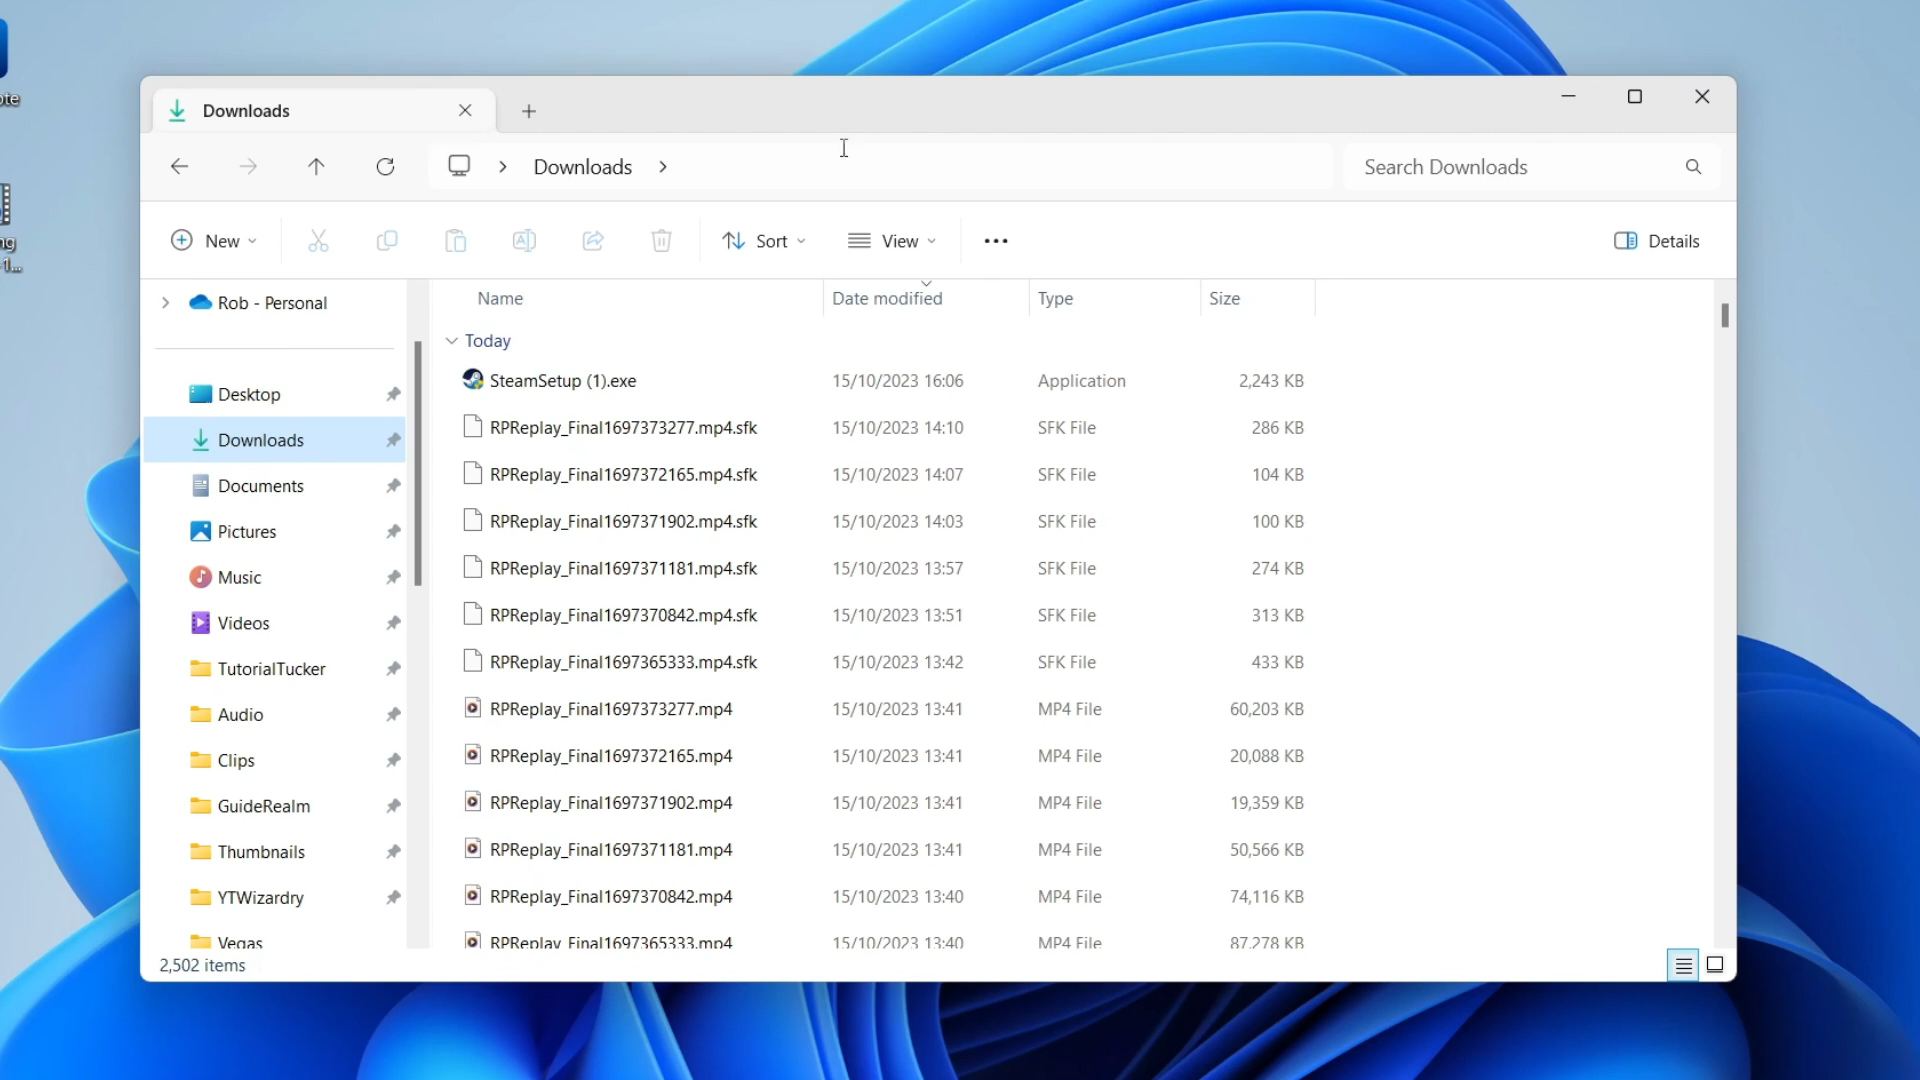 ote
ng
-1...
Downloads
Downloads
Search Downloads
New
Sort
View
Details
Rob - Personal
Desktop
Downloads
Documents
Pictures
Music
Videos
TutorialTucker
Audio
Clips
GuideRealm
Thumbnails
YTWizardry
Vegas
Name Date modified Type Size
Today
SteamSetup (1).exe 15/10/2023 16:06 Application 2,243 KB
RPReplay_Final1697373277.mp4.sfk 15/10/2023 14:10 SFK File 286 KB
RPReplay_Final1697372165.mp4.sfk 15/10/2023 14:07 SFK File 104 KB
RPReplay_Final1697371902.mp4.sfk 15/10/2023 14:03 SFK File 100 KB
RPReplay_Final1697371181.mp4.sfk 15/10/2023 13:57 SFK File 274 KB
RPReplay_Final1697370842.mp4.sfk 15/10/2023 13:51 SFK File 313 KB
RPReplay_Final1697365333.mp4.sfk 15/10/2023 13:42 SFK File 433 KB
RPReplay_Final1697373277.mp4 15/10/2023 13:41 MP4 File 60,203 KB
RPReplay_Final1697372165.mp4 15/10/2023 13:41 MP4 File 20,088 KB
RPReplay_Final1697371902.mp4 15/10/2023 13:41 MP4 File 19,359 KB
RPReplay_Final1697371181.mp4 15/10/2023 13:41 MP4 File 50,566 KB
RPReplay_Final1697370842.mp4 15/10/2023 13:40 MP4 File 74,116 KB
RPReplay_Final1697365333.mp4 15/10/2023 13:40 MP4 File 87,278 KB
2,502 items